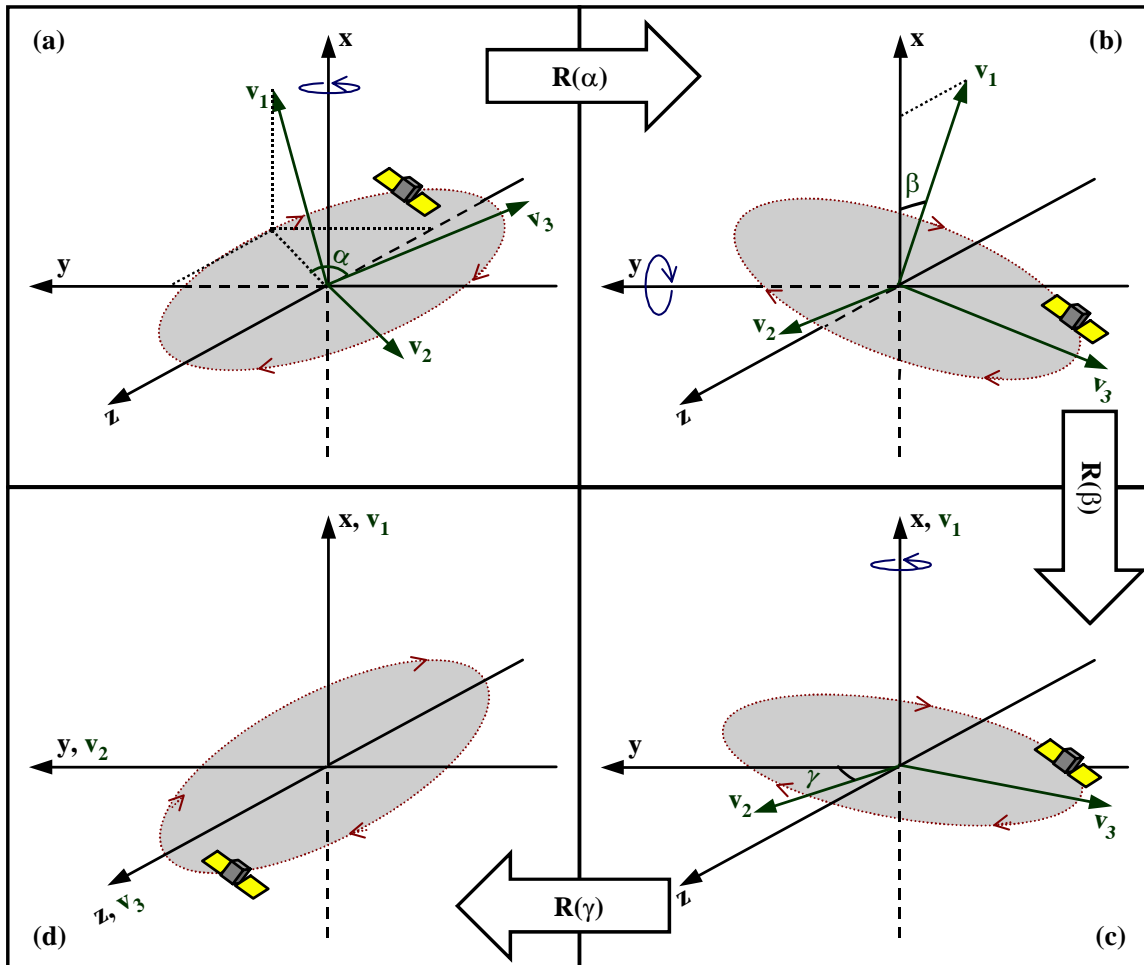 (a)
x
v1
v3
α
y
v2
z
R(α)
(b)
x
v1
β
y
v2
v3
z
R(β)
x, v1
y
γ
v2
v3
z
(c)
R(γ)
x, v1
y, v2
z, v3
(d)